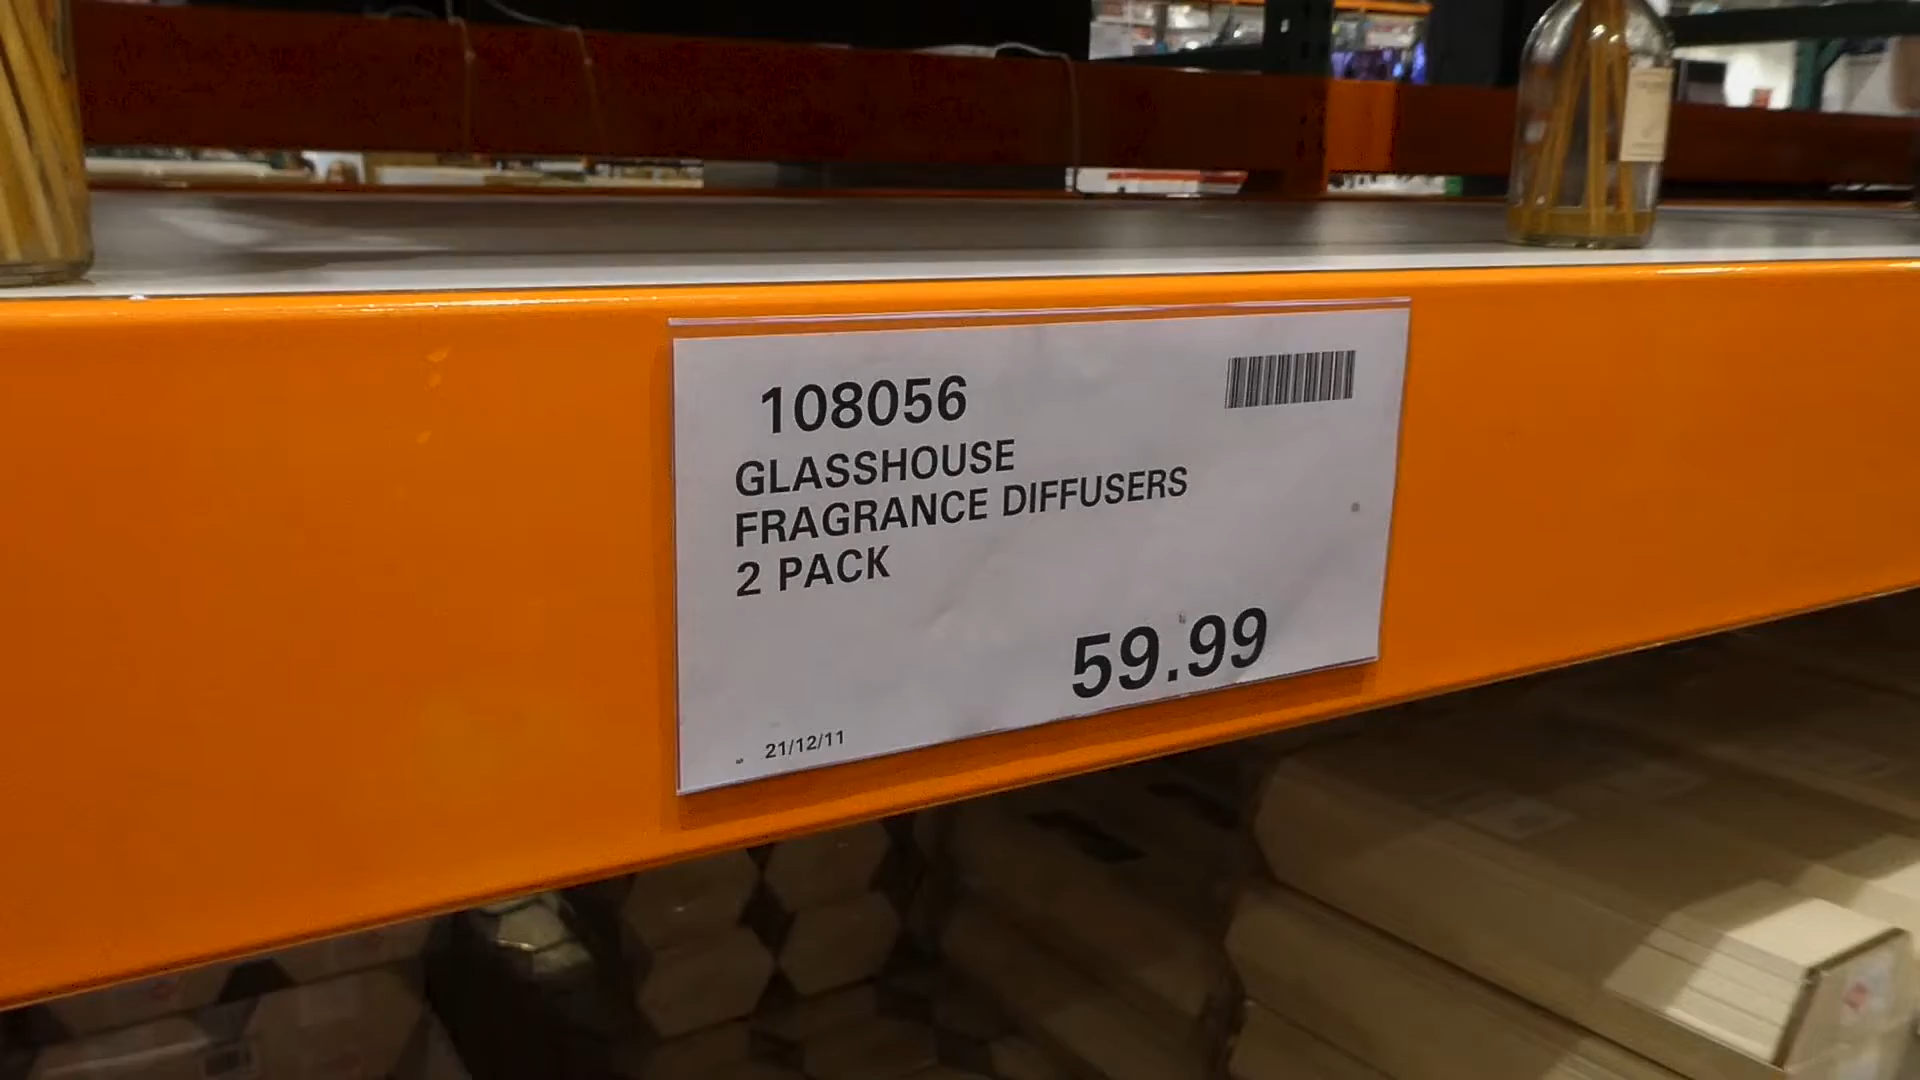 108056
GLASSHOUSE
FRAGRANCE DIFFUSERS
2 PACK
59.99
21/12/11